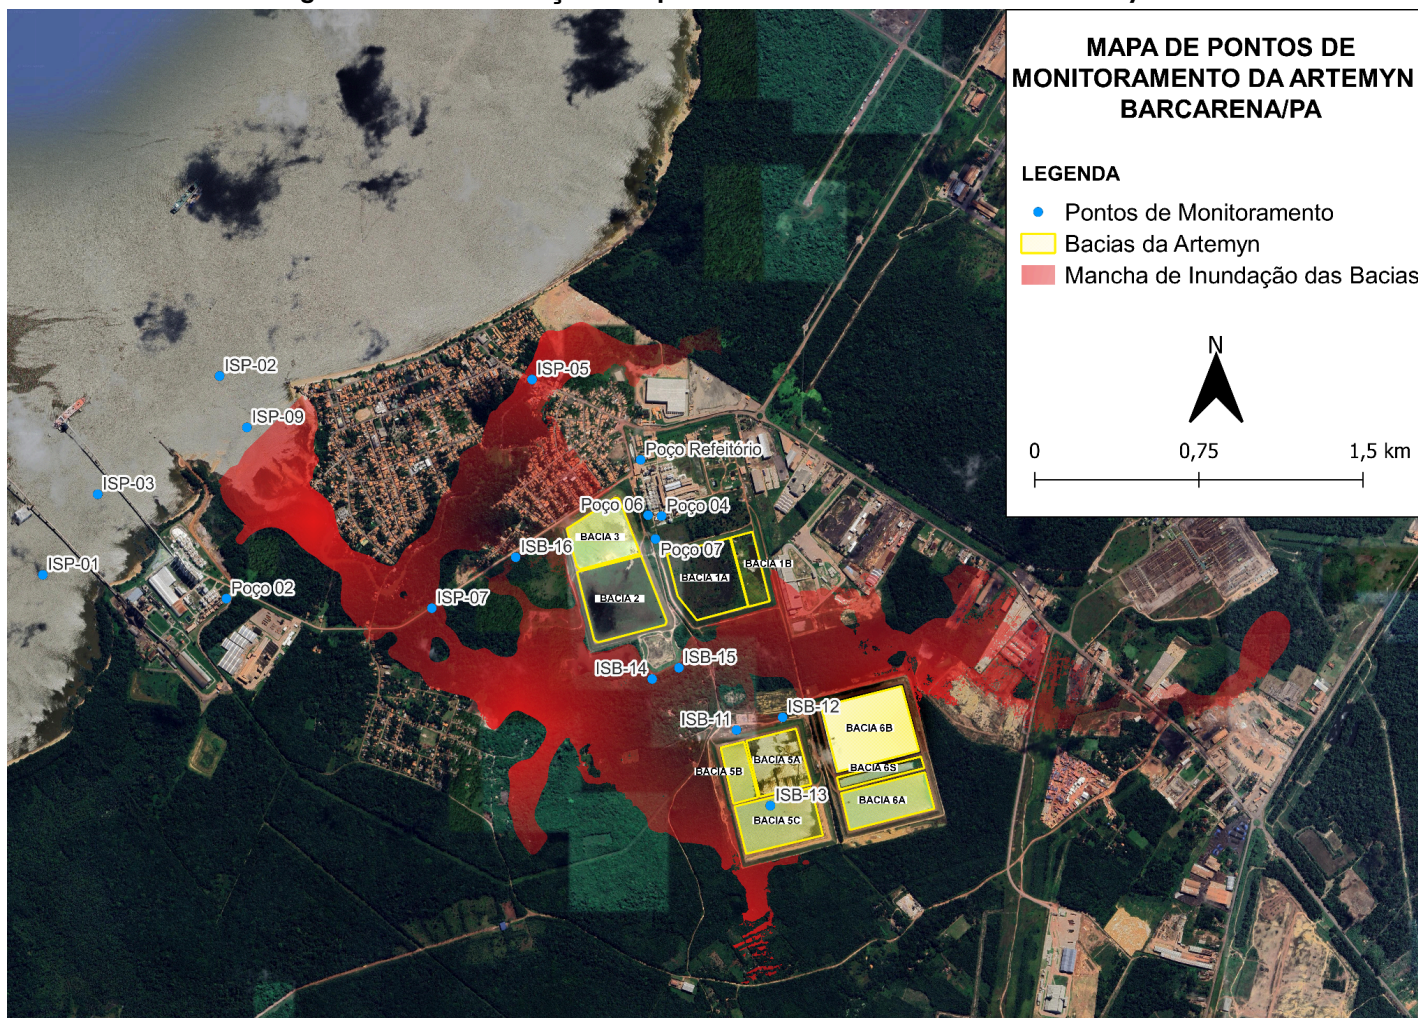 MAPA DE PONTOS DE
MONITORAMENTO DA ARTEMYN
BARCARENA/PA
LEGENDA
Pontos de Monitoramento
Bacias da Artemyn
Mancha de Inundação das Bacias
N
0 0,75 1,5 km
ISP-02
ISP-05
ISP-09
Poço Refeitório
ISP-03
Poço 06
Poço 04
BACIA 3
Poço 07
ISB-16
BACIA 1B
ISP-01
BACIA 1A
Poço 02
BACIA 2
ISP-07
ISB-14
ISB-15
ISB-11
ISB-12
BACIA 6B
BACIA 5A
BACIA 5B
BACIA 6S
ISB-13
BACIA 6A
BACIA 5C